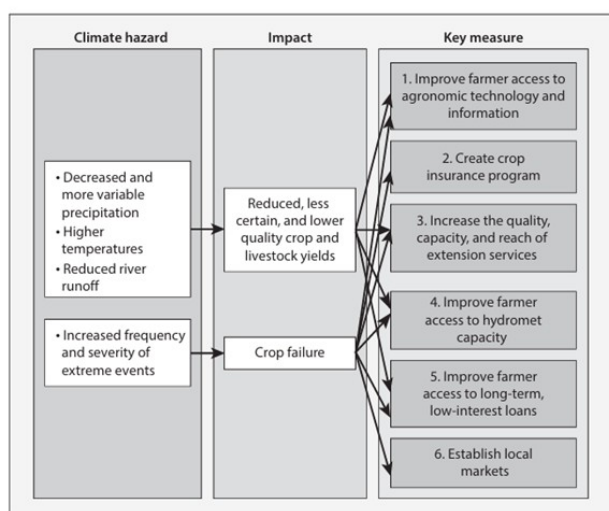 Climate hazard
Impact
Key measure
• Decreased and
more variable
precipitation
• Higher
temperatures
• Reduced river
runoff
• Increased frequency
and severity of
extreme events
Reduced, less
certain, and lower
quality crop and
livestock yields
Crop failure
1. Improve farmer access to
agronomic technology and
information
2. Create crop
insurance program
3. Increase the quality,
capacity, and reach of
extension services
4. Improve farmer
access to hydromet
capacity
5. Improve farmer
access to long-term,
low-interest loans
6. Establish local
markets